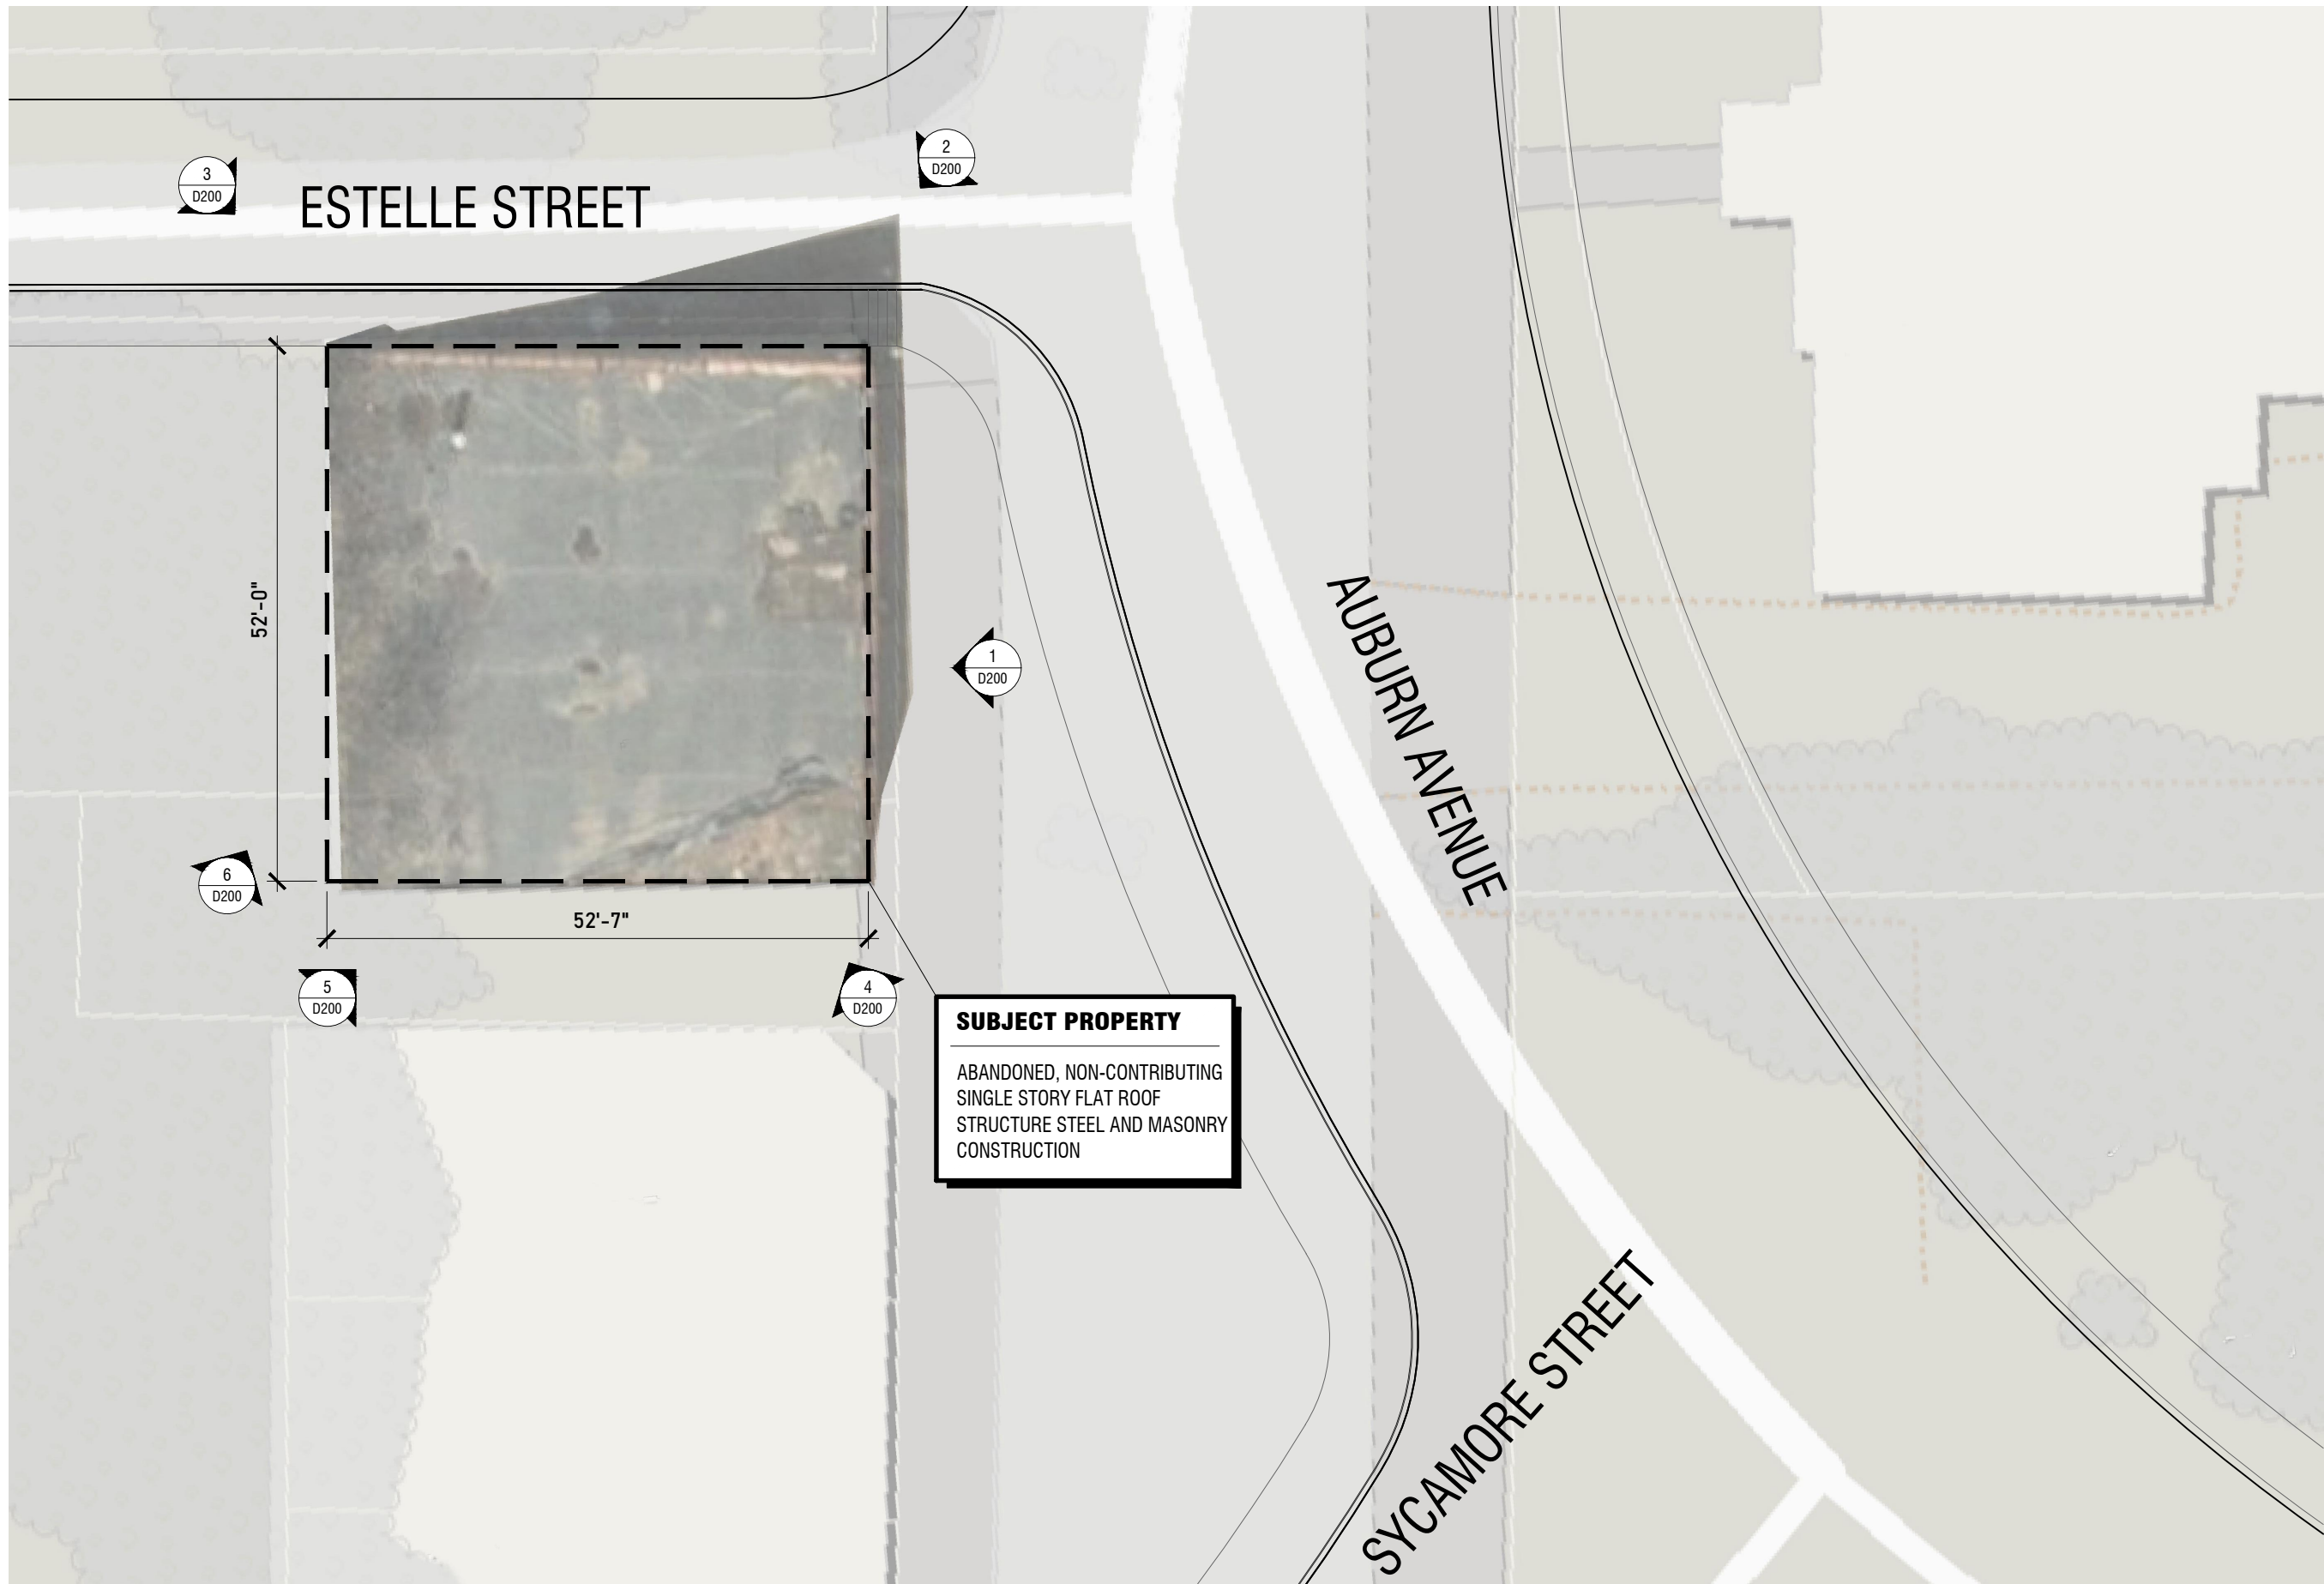 2
D200
3
D200
ESTELLE STREET
52'-0"
AUBURN AVENUE
1
D200
6
D200
52'-7"
5
D200
4
D200
SUBJECT PROPERTY
ABANDONED, NON-CONTRIBUTING
SINGLE STORY FLAT ROOF
STRUCTURE STEEL AND MASONRY
CONSTRUCTION
SYCAMORE STREET